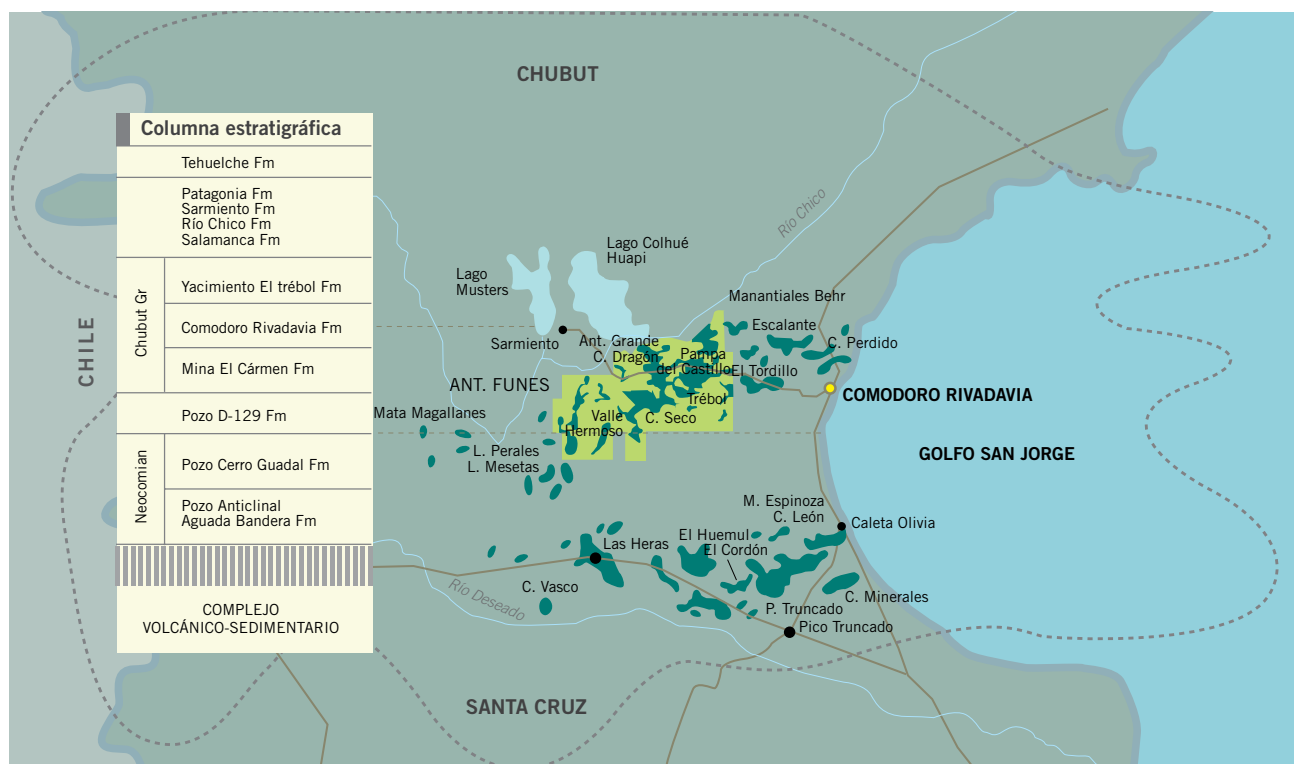 CHUBUT
Columna estratigráfica
Tehuelche Fm
Patagonia Fm
Sarmiento Fm
Río Chico Fm
Salamanca Fm
Chubut Gr
Yacimiento El trébol Fm
Comodoro Rivadavia Fm
Mina El Cármen Fm
Pozo D-129 Fm
Neocomian
Pozo Cerro Guadal Fm
Pozo Anticlinal
Aguada Bandera Fm
COMPLEJO
VOLCÁNICO-SEDIMENTARIO
CHILE
Río Chico
Lago Colhué
Huapi
Lago
Musters
Manantiales Behr
Escalante
Sarmiento
Ant. Grande
C. Dragón
Pampa
del Castillo
C. Perdido
El Tordillo
ANT. FUNES
COMODORO RIVADAVIA
Trébol
Mata Magallanes
Valle
Hermoso
C. Seco
L. Perales
L. Mesetas
GOLFO SAN JORGE
M. Espinoza
C. León
Caleta Olivia
El Huemul
El Cordón
Las Heras
C. Vasco
Río Deseado
C. Minerales
P. Truncado
Pico Truncado
SANTA CRUZ